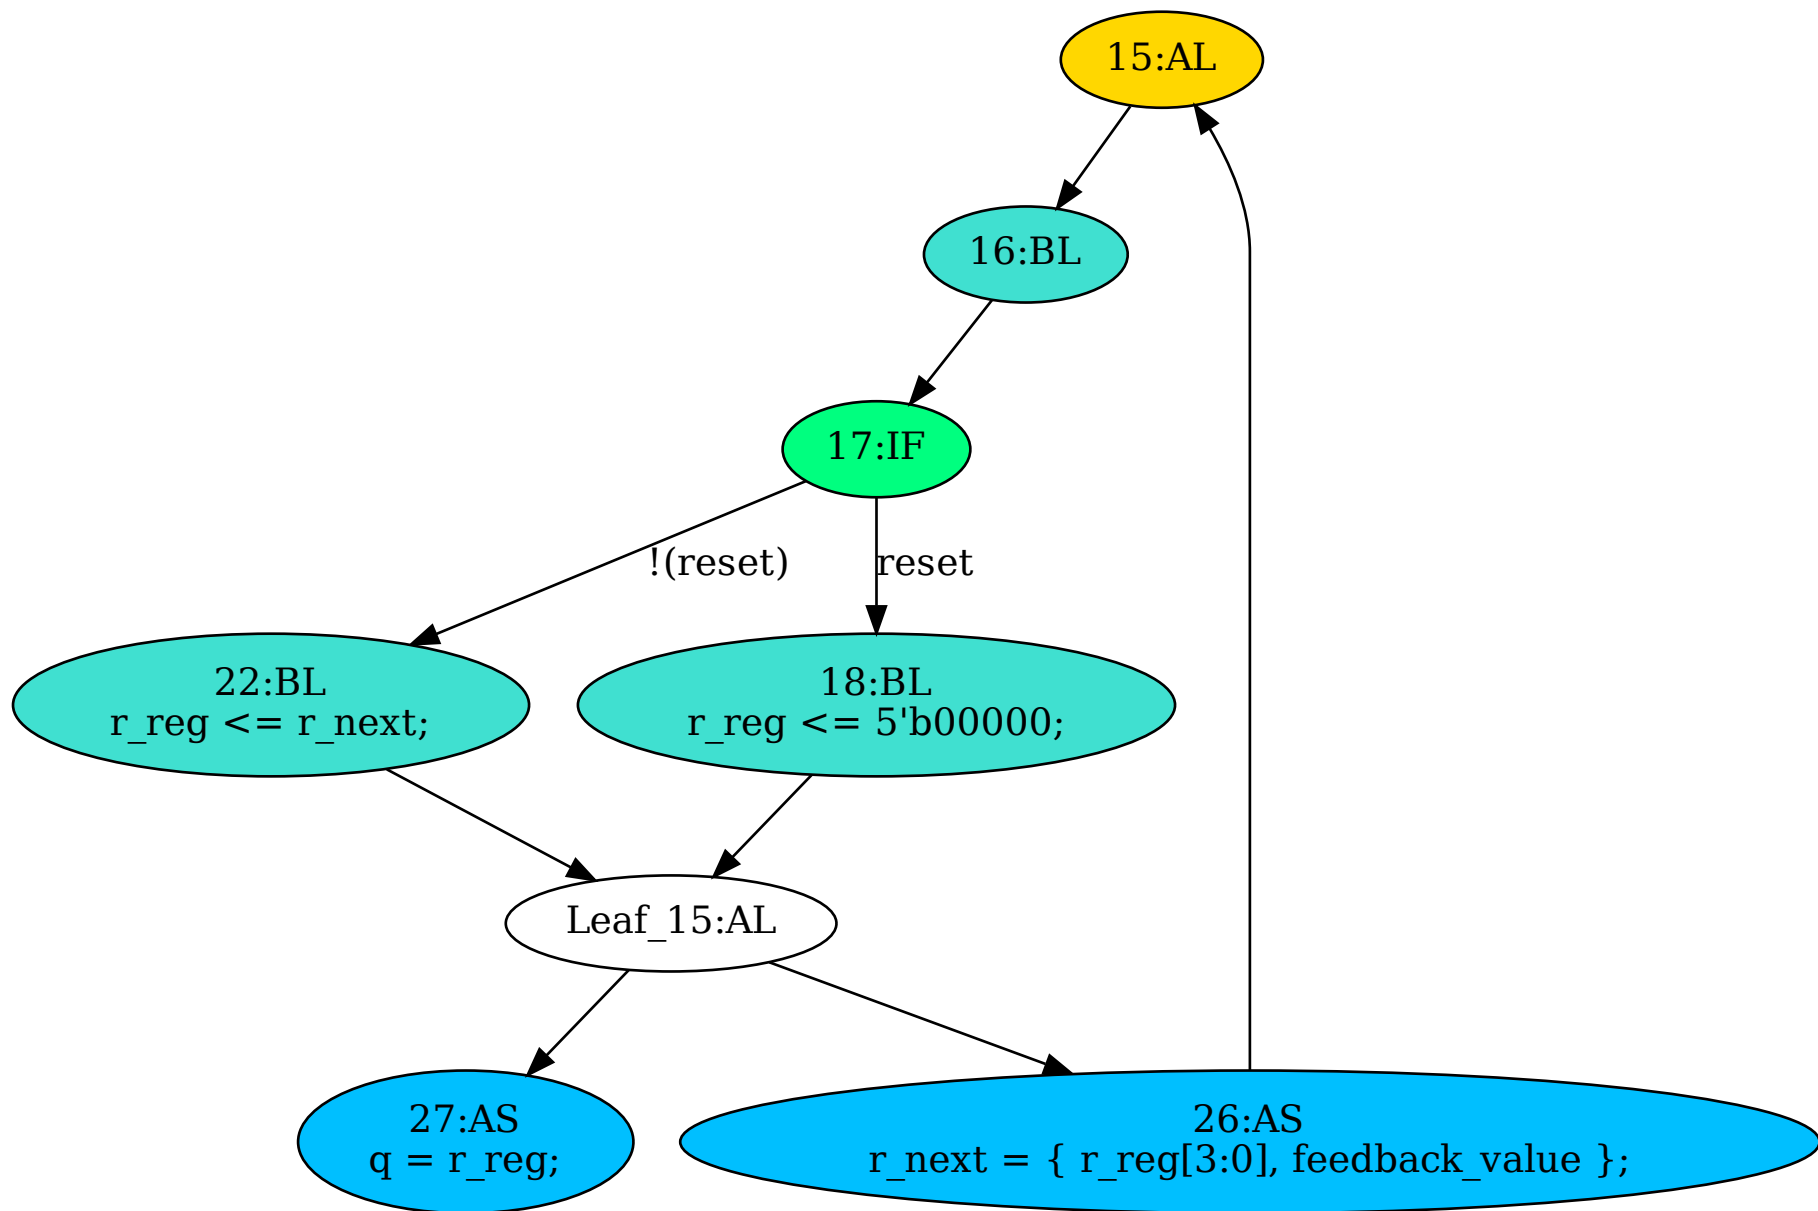 15:AL
16:BL
17:IF
!(reset)
reset
22:BL
r_reg <= r_next;
18:BL
r_reg <= 5'b00000;
Leaf_15:AL
27:AS
q = r_reg;
26:AS
r_next = { r_reg[3:0], feedback_value };